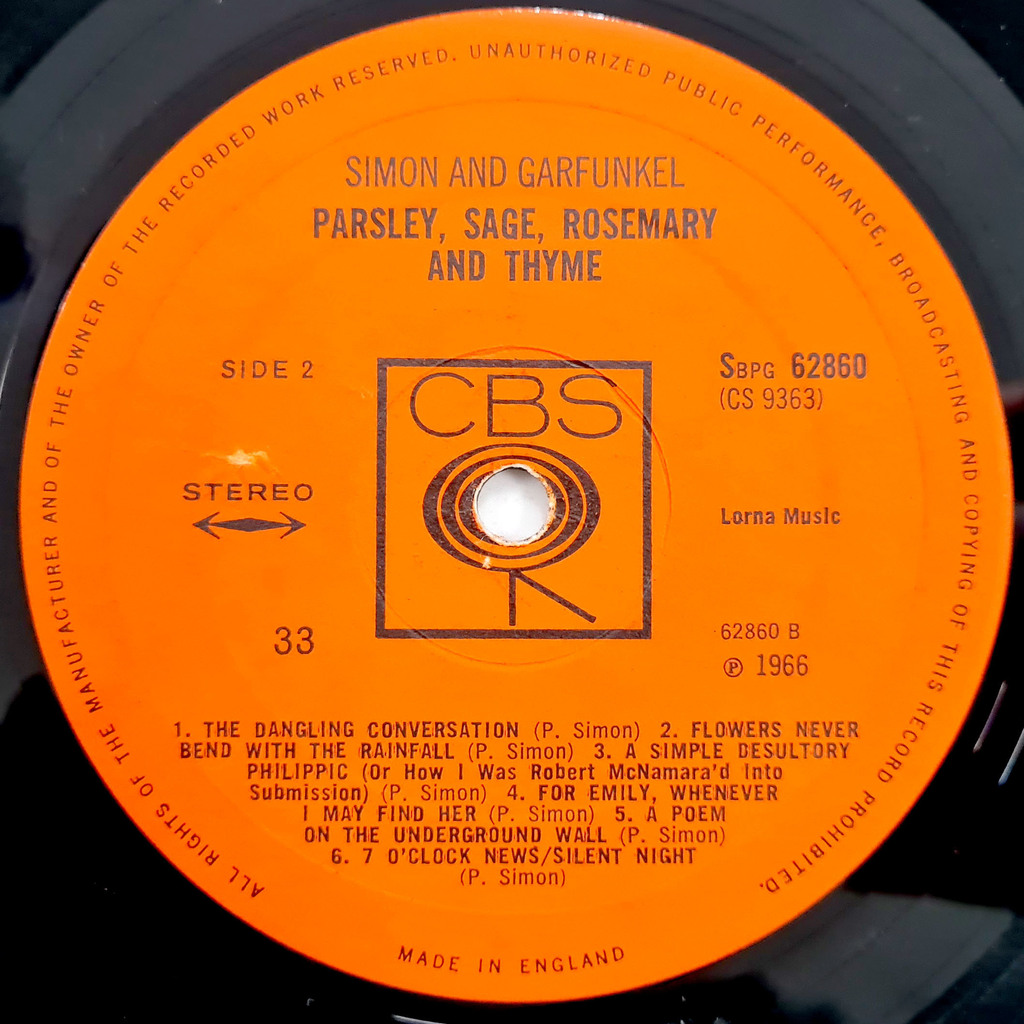 ALL RIGHTS OF THE MANUFACTURER AND OF THE OWNER OF THE RECORDED WORK RESERVED. UNAUTHORIZED PUBLIC PERFORMANCE, BROADCASTING AND COPYING OF THIS RECORD PROHIBITED.
SIMON AND GARFUNKEL
PARSLEY, SAGE, ROSEMARY
AND THYME
SIDE 2
CBS
SBPG 62860
(CS 9363)
STEREO
Lorna Music
33
62860 B
℗ 1966
1. THE DANGLING CONVERSATION (P. Simon) 2. FLOWERS NEVER
BEND WITH THE RAINFALL (P. Simon) 3. A SIMPLE DESULTORY
PHILIPPIC (Or How I Was Robert McNamara'd Into
Submission) (P. Simon) 4. FOR EMILY, WHENEVER
I MAY FIND HER (P. Simon) 5. A POEM
ON THE UNDERGROUND WALL (P. Simon)
6. 7 O'CLOCK NEWS/SILENT NIGHT
(P. Simon)
MADE IN ENGLAND